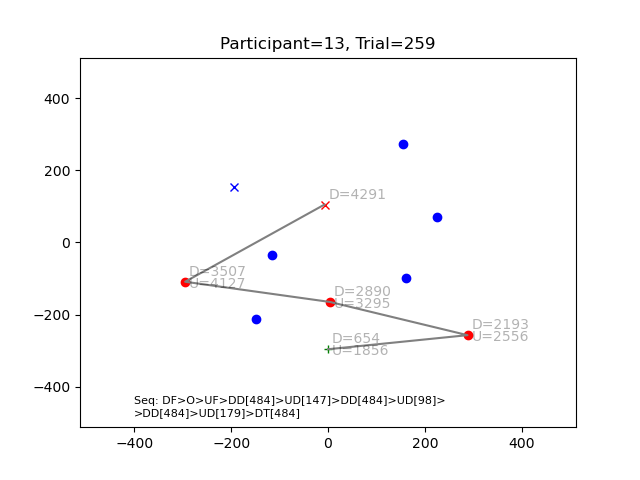 Participant=13, Trial=259
400
200
0
−200
−400
D=4291
D=3507
U=4127
D=2890
U=3295
D=2193
U=2556
D=654
U=1856
Seq: DF>O>UF>DD[484]>UD[147]>DD[484]>UD[98]>
>DD[484]>UD[179]>DT[484]
−400
−200
0
200
400